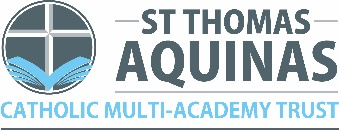 ST THOMAS
AQUINAS
CATHOLIC MULTI-ACADEMY TRUST